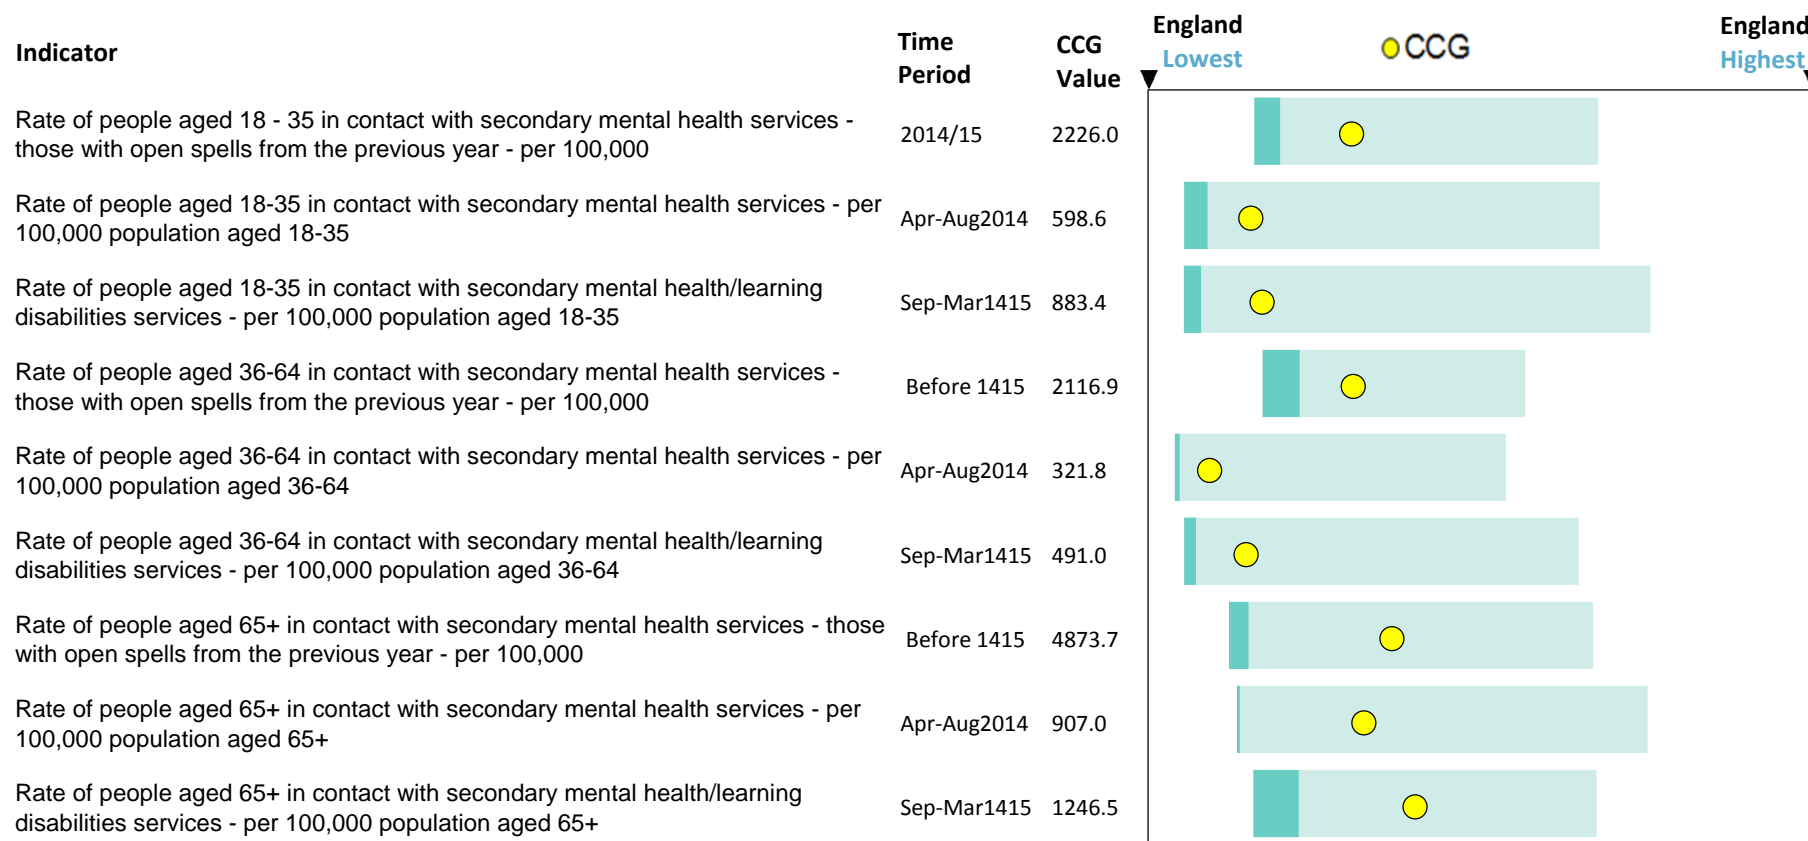 Indicator
Time
Period
CCG
Value
England
Lowest
CCG
England
Highest
Rate of people aged 18 - 35 in contact with secondary mental health services -
those with open spells from the previous year - per 100,000
2014/15
2226.0
Rate of people aged 18-35 in contact with secondary mental health services - per
100,000 population aged 18-35
Apr-Aug2014
598.6
Rate of people aged 18-35 in contact with secondary mental health/learning
disabilities services - per 100,000 population aged 18-35
Sep-Mar1415
883.4
Rate of people aged 36-64 in contact with secondary mental health services -
those with open spells from the previous year - per 100,000
Before 1415
2116.9
Rate of people aged 36-64 in contact with secondary mental health services - per
100,000 population aged 36-64
Apr-Aug2014
321.8
Rate of people aged 36-64 in contact with secondary mental health/learning
disabilities services - per 100,000 population aged 36-64
Sep-Mar1415
491.0
Rate of people aged 65+ in contact with secondary mental health services - those
with open spells from the previous year - per 100,000
Before 1415
4873.7
Rate of people aged 65+ in contact with secondary mental health services - per
100,000 population aged 65+
Apr-Aug2014
907.0
Rate of people aged 65+ in contact with secondary mental health/learning
disabilities services - per 100,000 population aged 65+
Sep-Mar1415
1246.5